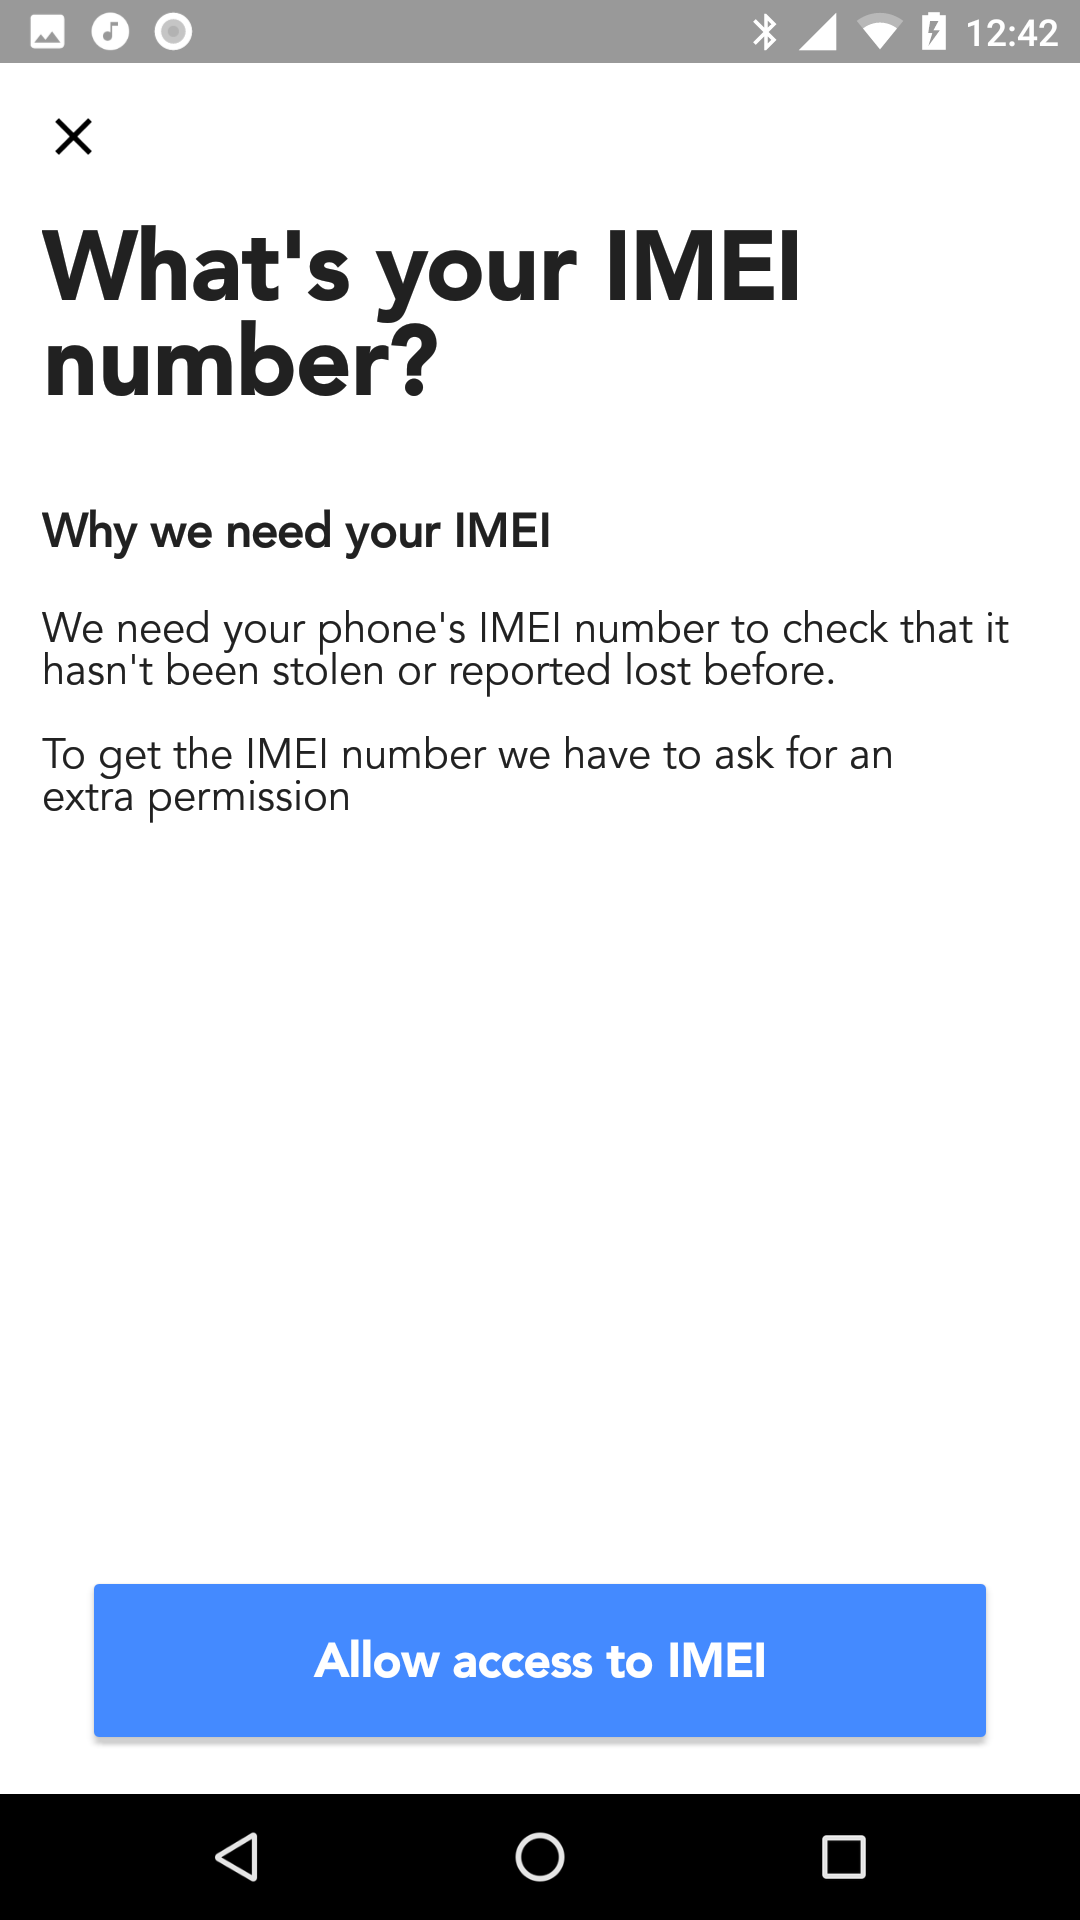 12:42
What's your IMEI
number?
Why we need your IMEI
We need your phone's IMEI number to check that it
hasn't been stolen or reported lost before.
To get the IMEI number we have to ask for an
extra permission
Allow access to IMEI